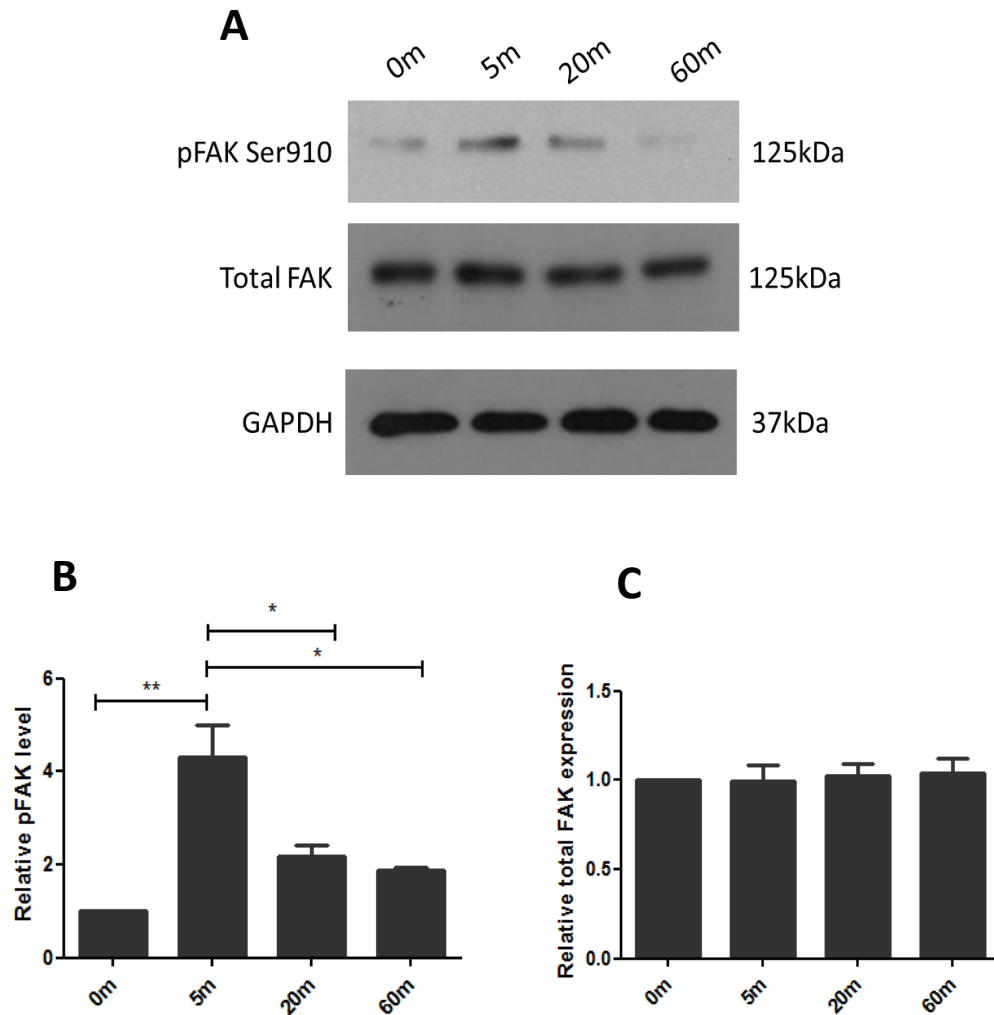 A
0m 5m 20m 60m
pFAK Ser910 125kDa
Total FAK 125kDa
GAPDH 37kDa
B
*
*
**
Relative pFAK level
6
4
2
0
0m 5m 20m 60m
C
Relative total FAK expression
1.5
1.0
0.5
0.0
0m 5m 20m 60m